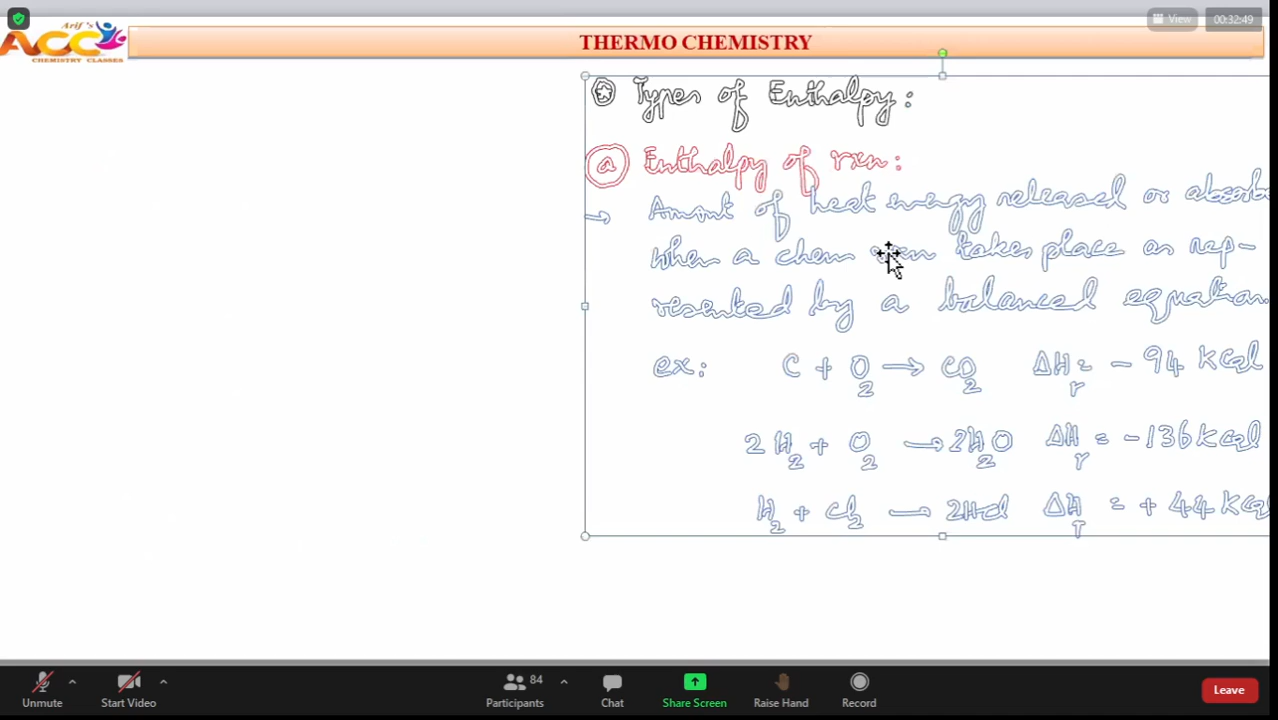 View
00:32:49
Arif's
ACC
CHEMISTRY CLASSES
THERMO CHEMISTRY
Types of Enthalpy:
a Enthalpy of rxn:
→ Amont of heat energy released or absorbe
when a chem rxn takes place as rep-
resented by a balanced equation.
ex: C + O₂ → CO₂ ΔHr = - 94 kcal
2H₂ + O₂ → 2H₂O ΔHr = -136 kcal
H₂ + Cl₂ → 2HCl ΔHr = + 44 kcal
Unmute
Start Video
84
Participants
Chat
Share Screen
Raise Hand
Record
Leave